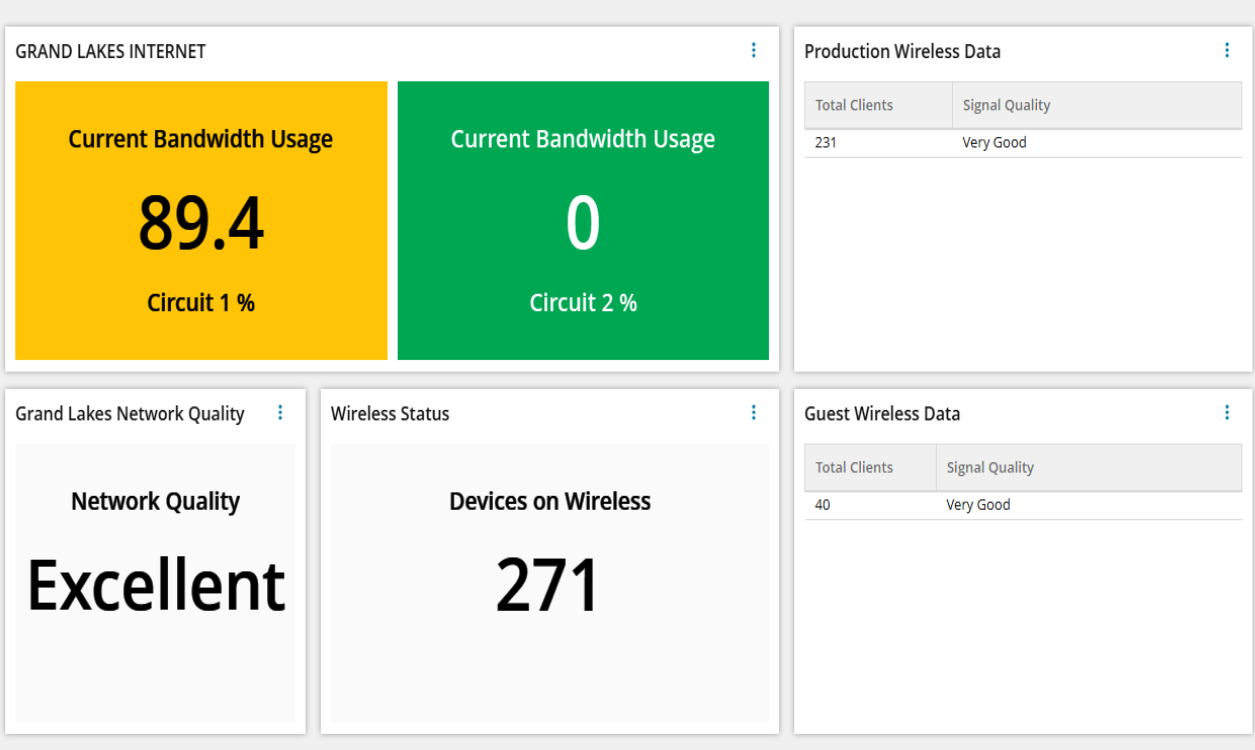 GRAND LAKES INTERNET
Current Bandwidth Usage
89.4
Circuit 1 %
Current Bandwidth Usage
0
Circuit 2 %
Production Wireless Data
Total Clients Signal Quality
231 Very Good
Grand Lakes Network Quality
Network Quality
Excellent
Wireless Status
Devices on Wireless
271
Guest Wireless Data
Total Clients Signal Quality
40 Very Good